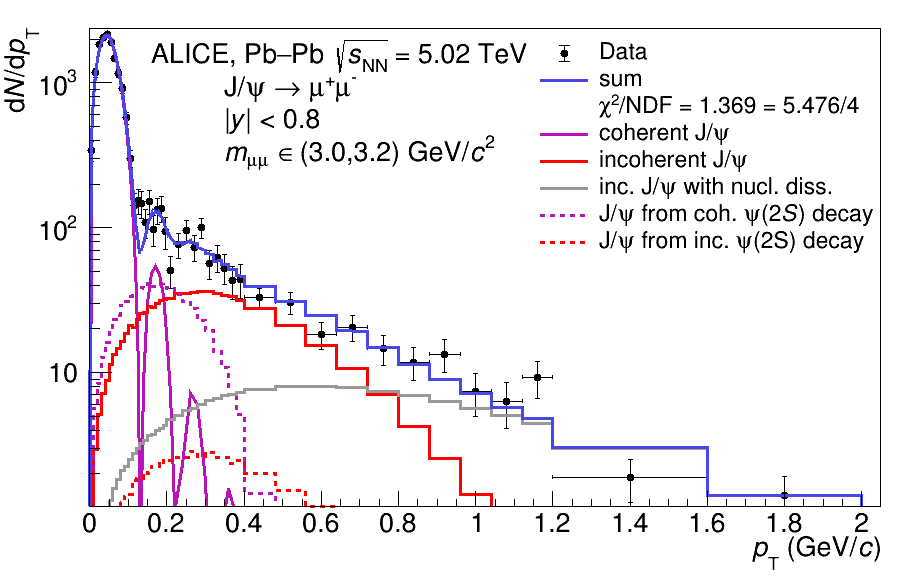 dN/dp_T
ALICE, Pb–Pb √s_NN = 5.02 TeV
J/ψ → μ⁺μ⁻
|y| < 0.8
m_μμ ∈ (3.0,3.2) GeV/c²
Data
sum
χ²/NDF = 1.369 = 5.476/4
coherent J/ψ
incoherent J/ψ
inc. J/ψ with nucl. diss.
J/ψ from coh. ψ(2S) decay
J/ψ from inc. ψ(2S) decay
10³
10²
10
0 0.2 0.4 0.6 0.8 1 1.2 1.4 1.6 1.8 2
p_T (GeV/c)